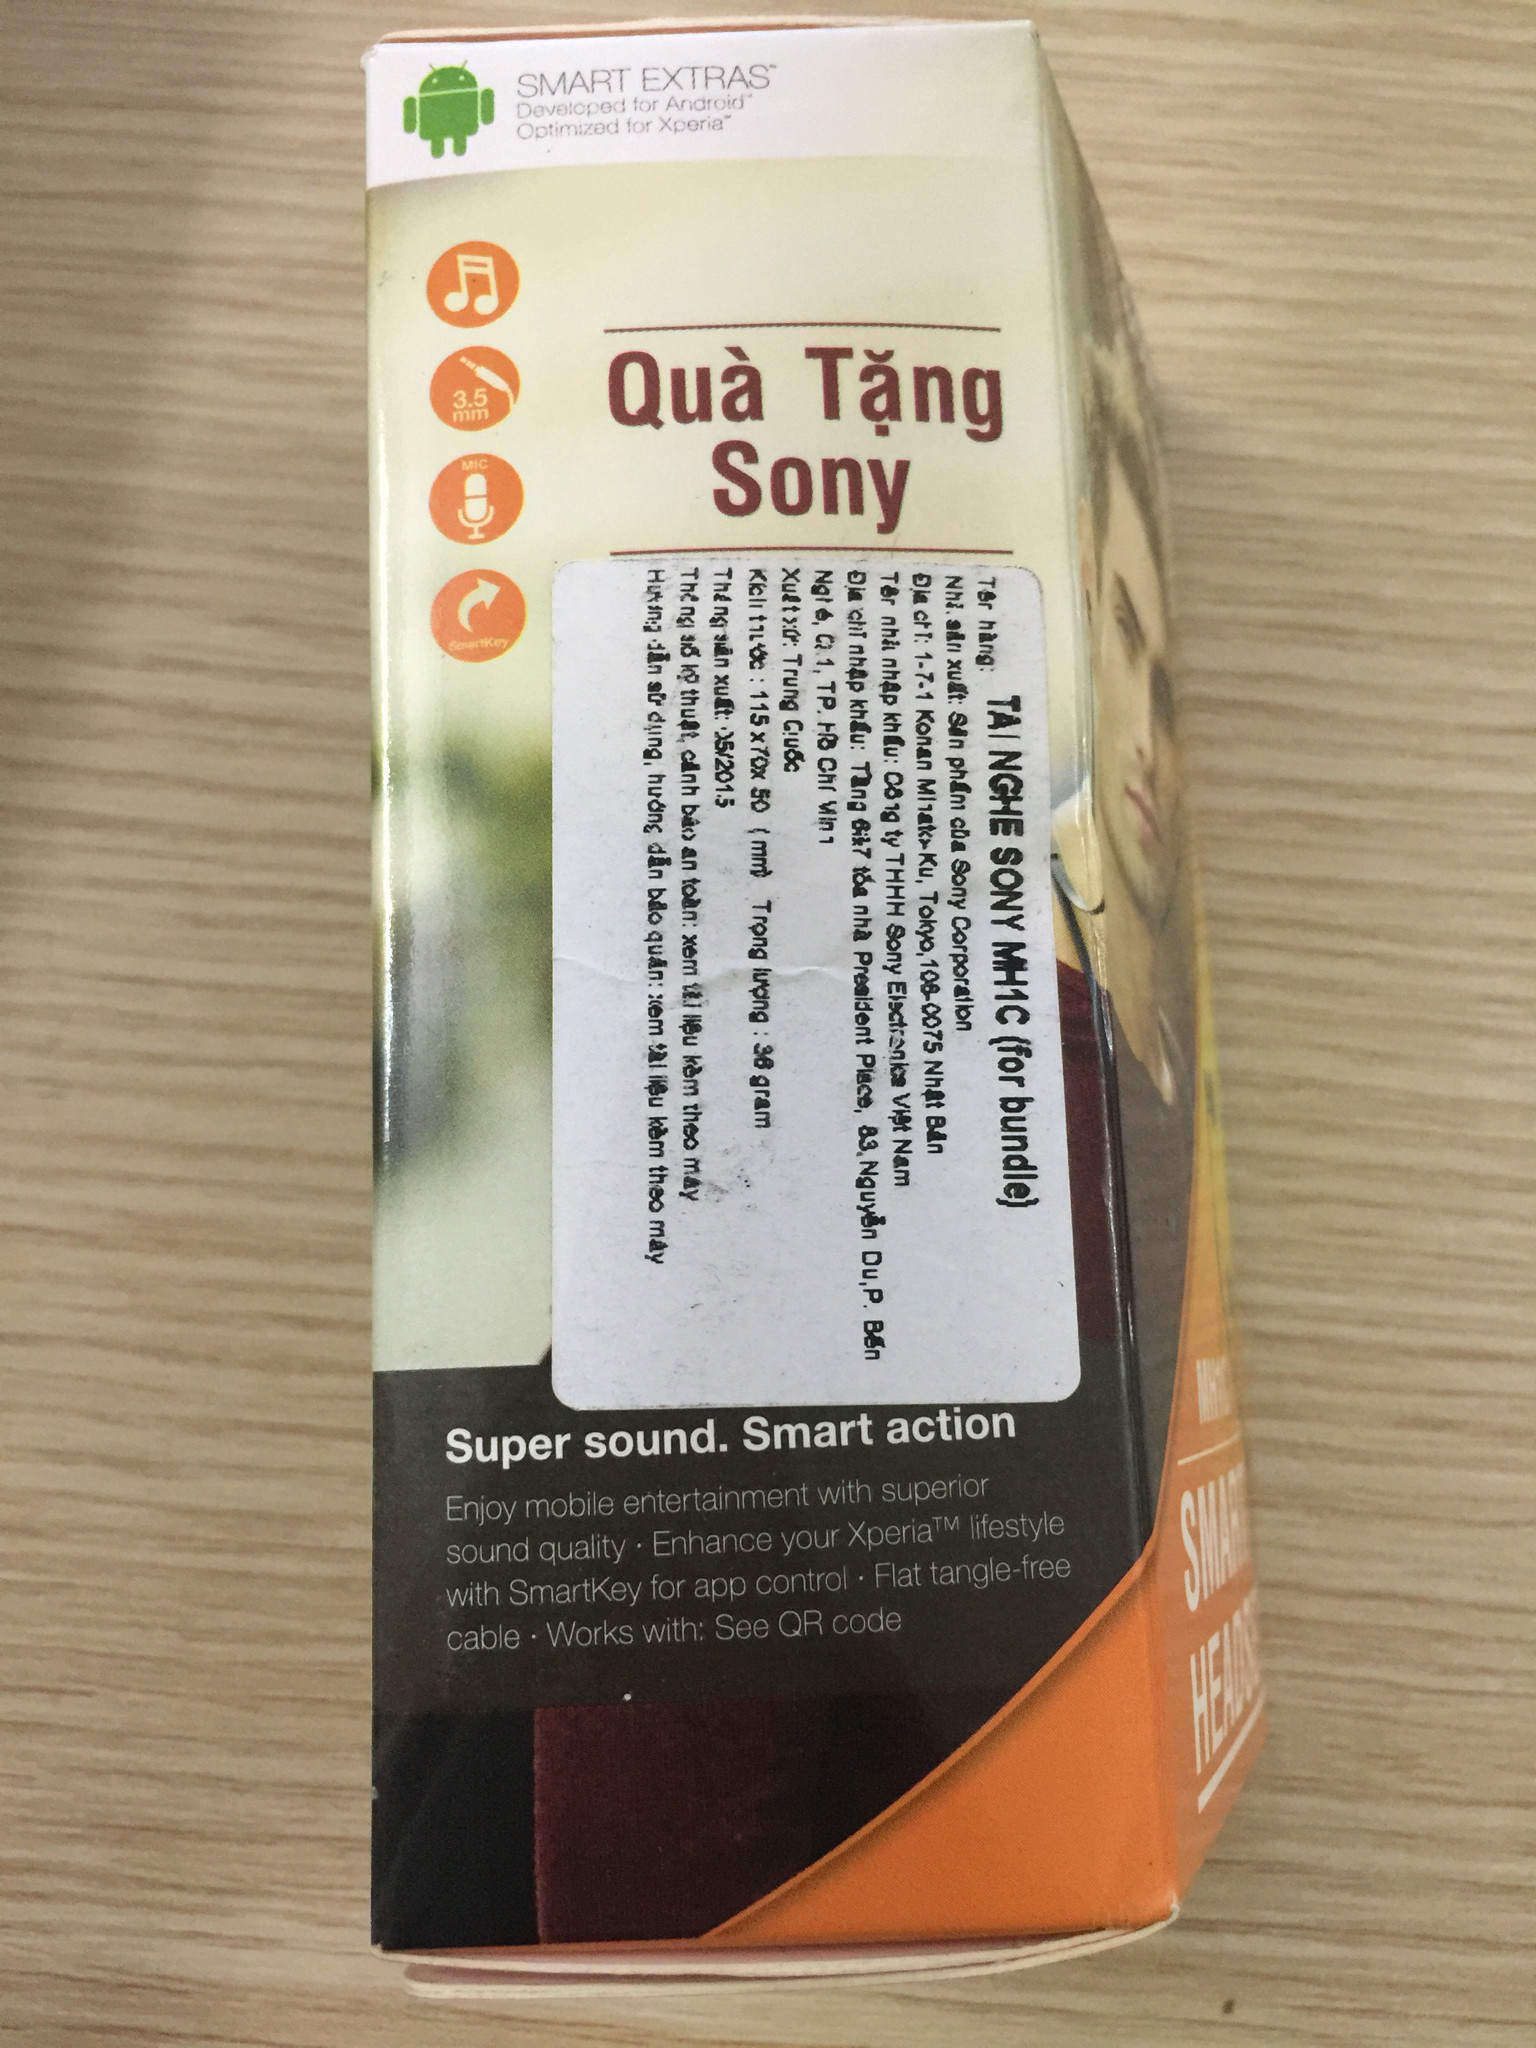 SMART EXTRAS™
Developed for Android™
Optimized for Xperia™
3.5
mm
MIC
SmartKey
Quà Tặng
Sony
Tên hàng: TAI NGHE SONY MH1C (for bundle)
Nhà sản xuất: Sản phẩm của Sony Corporation
Địa chỉ: 1-7-1 Konan Minato-Ku, Tokyo,108-0075 Nhật Bản
Tên nhà nhập khẩu: Công ty TNHH Sony Electronics Việt Nam
Địa chỉ nhập khẩu: Tầng 6&7 tòa nhà President Place, 93,Nguyễn Du,P. Bến
Nghé, Q.1, TP. Hồ Chí Minh
Xuất xứ: Trung Quốc
Kích thước : 115 x 70x 50 ( mm) Trọng lượng : 38 gram
Tháng sản xuất: 05/2015
Thông số kỹ thuật, cảnh báo an toàn: xem tài liệu kèm theo máy
Hướng dẫn sử dụng, hướng dẫn bảo quản: xem tài liệu kèm theo máy
Super sound. Smart action
Enjoy mobile entertainment with superior
sound quality · Enhance your Xperia™ lifestyle
with SmartKey for app control · Flat tangle-free
cable · Works with: See QR code